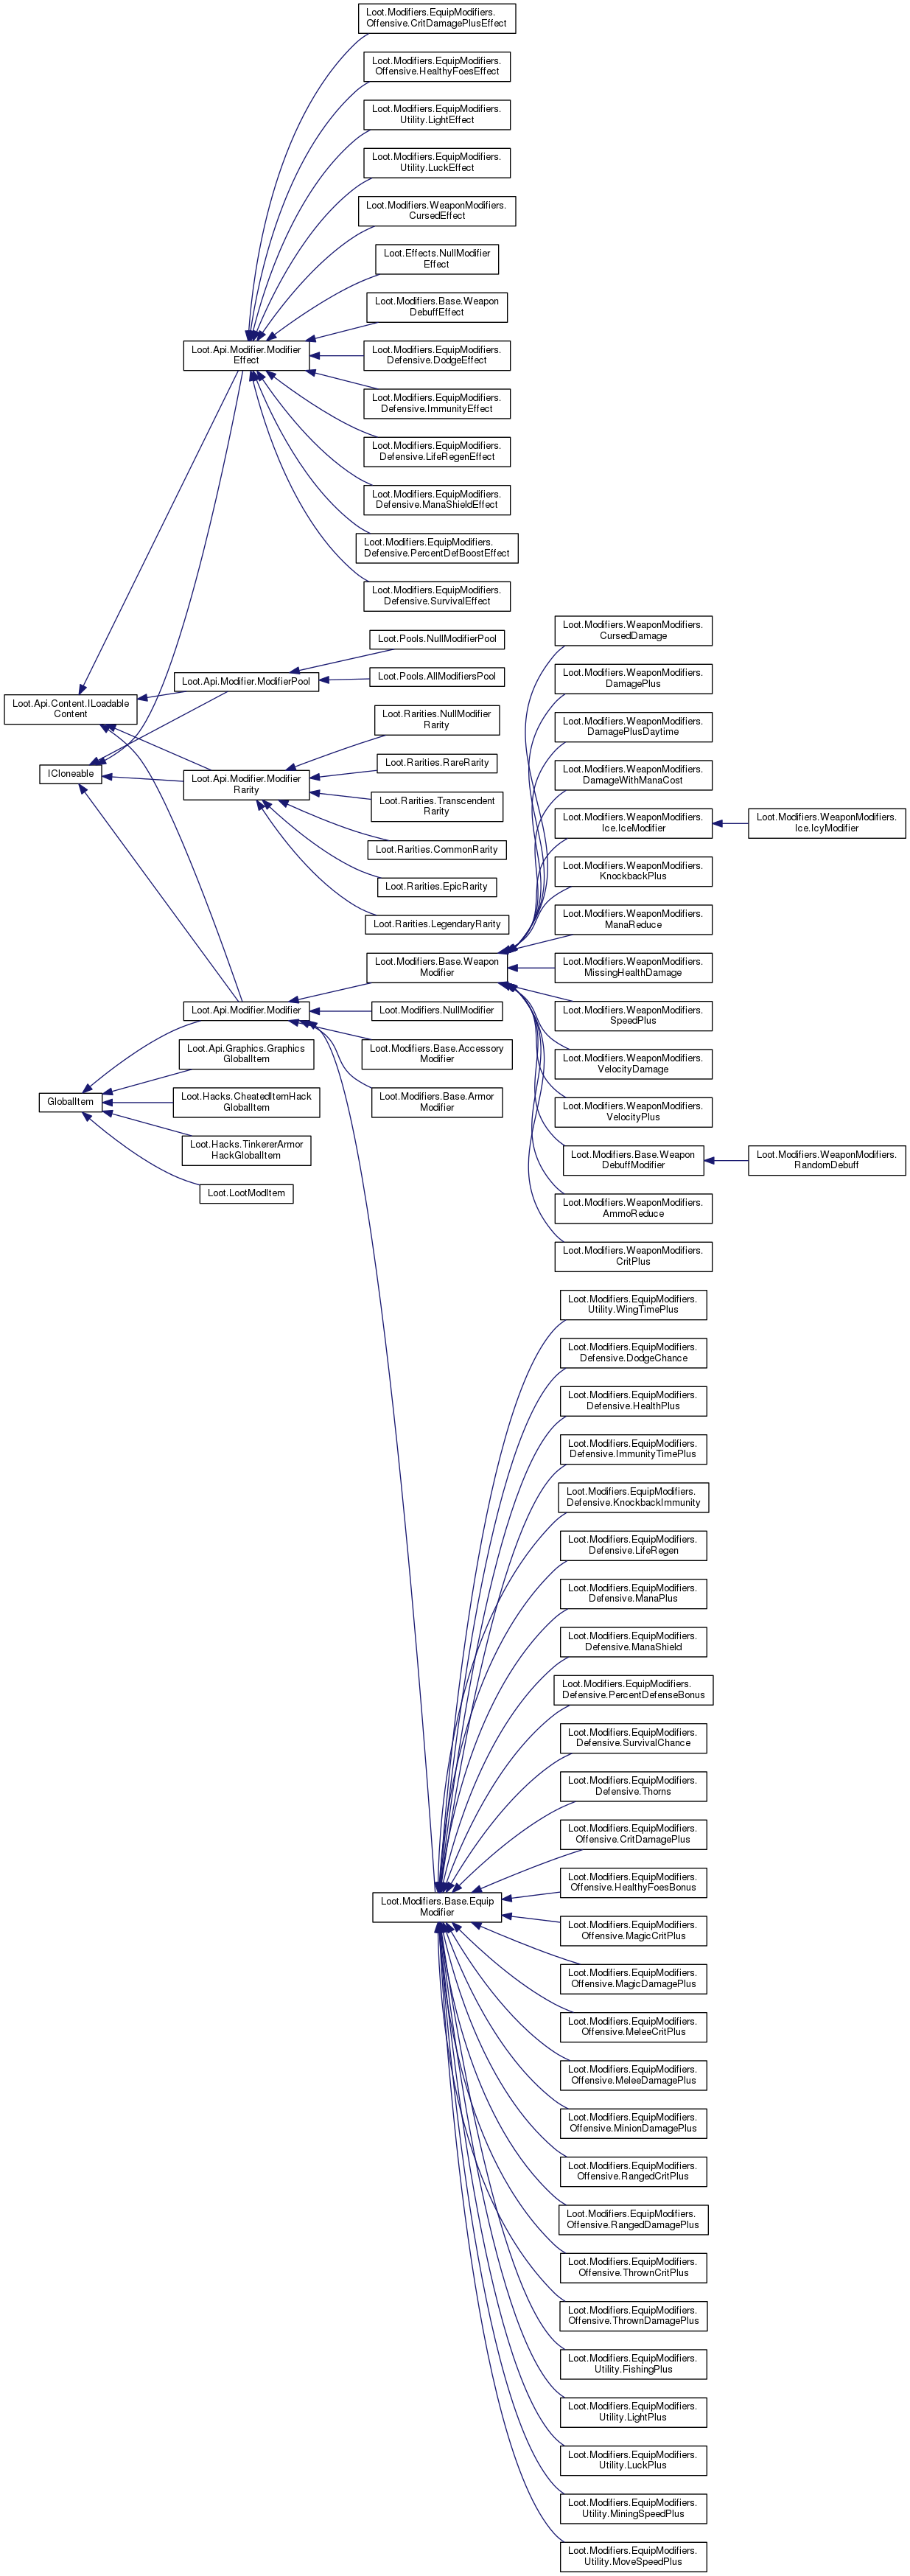 Loot.Modifiers.EquipModifiers.
Offensive.CritDamagePlusEffect
Loot.Modifiers.EquipModifiers.
Offensive.HealthyFoesEffect
Loot.Modifiers.EquipModifiers.
Utility.LightEffect
Loot.Modifiers.EquipModifiers.
Utility.LuckEffect
Loot.Modifiers.WeaponModifiers.
CursedEffect
Loot.Effects.NullModifier
Effect
Loot.Modifiers.Base.Weapon
DebuffEffect
Loot.Api.Modifier.Modifier
Effect
Loot.Modifiers.EquipModifiers.
Defensive.DodgeEffect
Loot.Modifiers.EquipModifiers.
Defensive.ImmunityEffect
Loot.Modifiers.EquipModifiers.
Defensive.LifeRegenEffect
Loot.Modifiers.EquipModifiers.
Defensive.ManaShieldEffect
Loot.Modifiers.EquipModifiers.
Defensive.PercentDefBoostEffect
Loot.Modifiers.EquipModifiers.
Defensive.SurvivalEffect
Loot.Pools.NullModifierPool
Loot.Api.Modifier.ModifierPool
Loot.Pools.AllModifiersPool
Loot.Api.Content.ILoadable
Content
Loot.Rarities.NullModifier
Rarity
Loot.Rarities.RareRarity
ICloneable
Loot.Api.Modifier.Modifier
Rarity
Loot.Rarities.Transcendent
Rarity
Loot.Rarities.CommonRarity
Loot.Rarities.EpicRarity
Loot.Rarities.LegendaryRarity
Loot.Modifiers.WeaponModifiers.
CursedDamage
Loot.Modifiers.WeaponModifiers.
DamagePlus
Loot.Modifiers.WeaponModifiers.
DamagePlusDaytime
Loot.Modifiers.WeaponModifiers.
DamageWithManaCost
Loot.Modifiers.WeaponModifiers.
Ice.IceModifier
Loot.Modifiers.WeaponModifiers.
Ice.IcyModifier
Loot.Modifiers.WeaponModifiers.
KnockbackPlus
Loot.Modifiers.WeaponModifiers.
ManaReduce
Loot.Modifiers.Base.Weapon
Modifier
Loot.Modifiers.WeaponModifiers.
MissingHealthDamage
Loot.Modifiers.WeaponModifiers.
SpeedPlus
Loot.Modifiers.WeaponModifiers.
VelocityDamage
Loot.Modifiers.WeaponModifiers.
VelocityPlus
Loot.Modifiers.Base.Weapon
DebuffModifier
Loot.Modifiers.WeaponModifiers.
RandomDebuff
Loot.Modifiers.WeaponModifiers.
AmmoReduce
Loot.Modifiers.WeaponModifiers.
CritPlus
Loot.Api.Modifier.Modifier
Loot.Modifiers.NullModifier
Loot.Modifiers.Base.Accessory
Modifier
Loot.Modifiers.Base.Armor
Modifier
Loot.Api.Graphics.Graphics
GlobalItem
GlobalItem
Loot.Hacks.CheatedItemHack
GlobalItem
Loot.Hacks.TinkererArmor
HackGlobalItem
Loot.LootModItem
Loot.Modifiers.EquipModifiers.
Utility.WingTimePlus
Loot.Modifiers.EquipModifiers.
Defensive.DodgeChance
Loot.Modifiers.EquipModifiers.
Defensive.HealthPlus
Loot.Modifiers.EquipModifiers.
Defensive.ImmunityTimePlus
Loot.Modifiers.EquipModifiers.
Defensive.KnockbackImmunity
Loot.Modifiers.EquipModifiers.
Defensive.LifeRegen
Loot.Modifiers.EquipModifiers.
Defensive.ManaPlus
Loot.Modifiers.EquipModifiers.
Defensive.ManaShield
Loot.Modifiers.EquipModifiers.
Defensive.PercentDefenseBonus
Loot.Modifiers.EquipModifiers.
Defensive.SurvivalChance
Loot.Modifiers.EquipModifiers.
Defensive.Thorns
Loot.Modifiers.EquipModifiers.
Offensive.CritDamagePlus
Loot.Modifiers.EquipModifiers.
Offensive.HealthyFoesBonus
Loot.Modifiers.Base.Equip
Modifier
Loot.Modifiers.EquipModifiers.
Offensive.MagicCritPlus
Loot.Modifiers.EquipModifiers.
Offensive.MagicDamagePlus
Loot.Modifiers.EquipModifiers.
Offensive.MeleeCritPlus
Loot.Modifiers.EquipModifiers.
Offensive.MeleeDamagePlus
Loot.Modifiers.EquipModifiers.
Offensive.MinionDamagePlus
Loot.Modifiers.EquipModifiers.
Offensive.RangedCritPlus
Loot.Modifiers.EquipModifiers.
Offensive.RangedDamagePlus
Loot.Modifiers.EquipModifiers.
Offensive.ThrownCritPlus
Loot.Modifiers.EquipModifiers.
Offensive.ThrownDamagePlus
Loot.Modifiers.EquipModifiers.
Utility.FishingPlus
Loot.Modifiers.EquipModifiers.
Utility.LightPlus
Loot.Modifiers.EquipModifiers.
Utility.LuckPlus
Loot.Modifiers.EquipModifiers.
Utility.MiningSpeedPlus
Loot.Modifiers.EquipModifiers.
Utility.MoveSpeedPlus